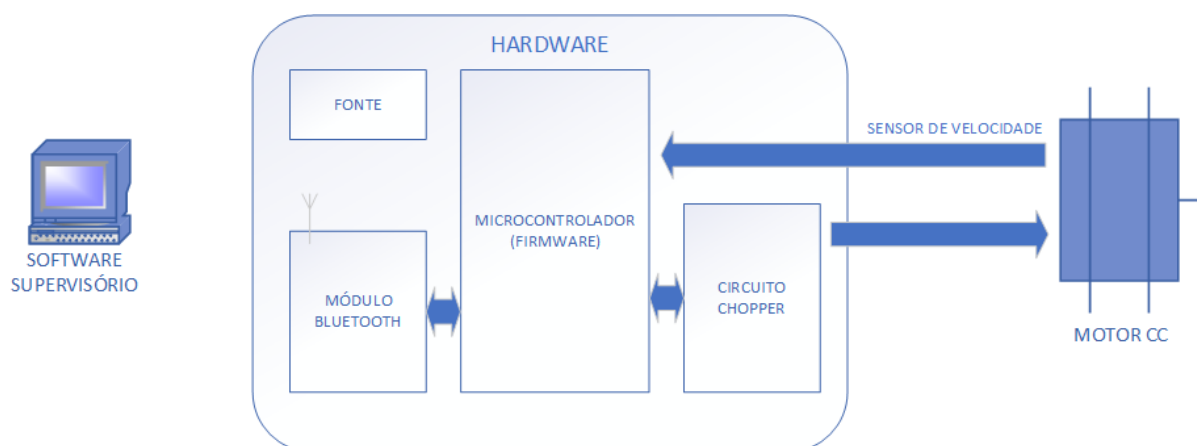 HARDWARE
FONTE
SENSOR DE VELOCIDADE
MICROCONTROLADOR
(FIRMWARE)
SOFTWARE
SUPERVISÓRIO
MÓDULO
BLUETOOTH
CIRCUITO
CHOPPER
MOTOR CC